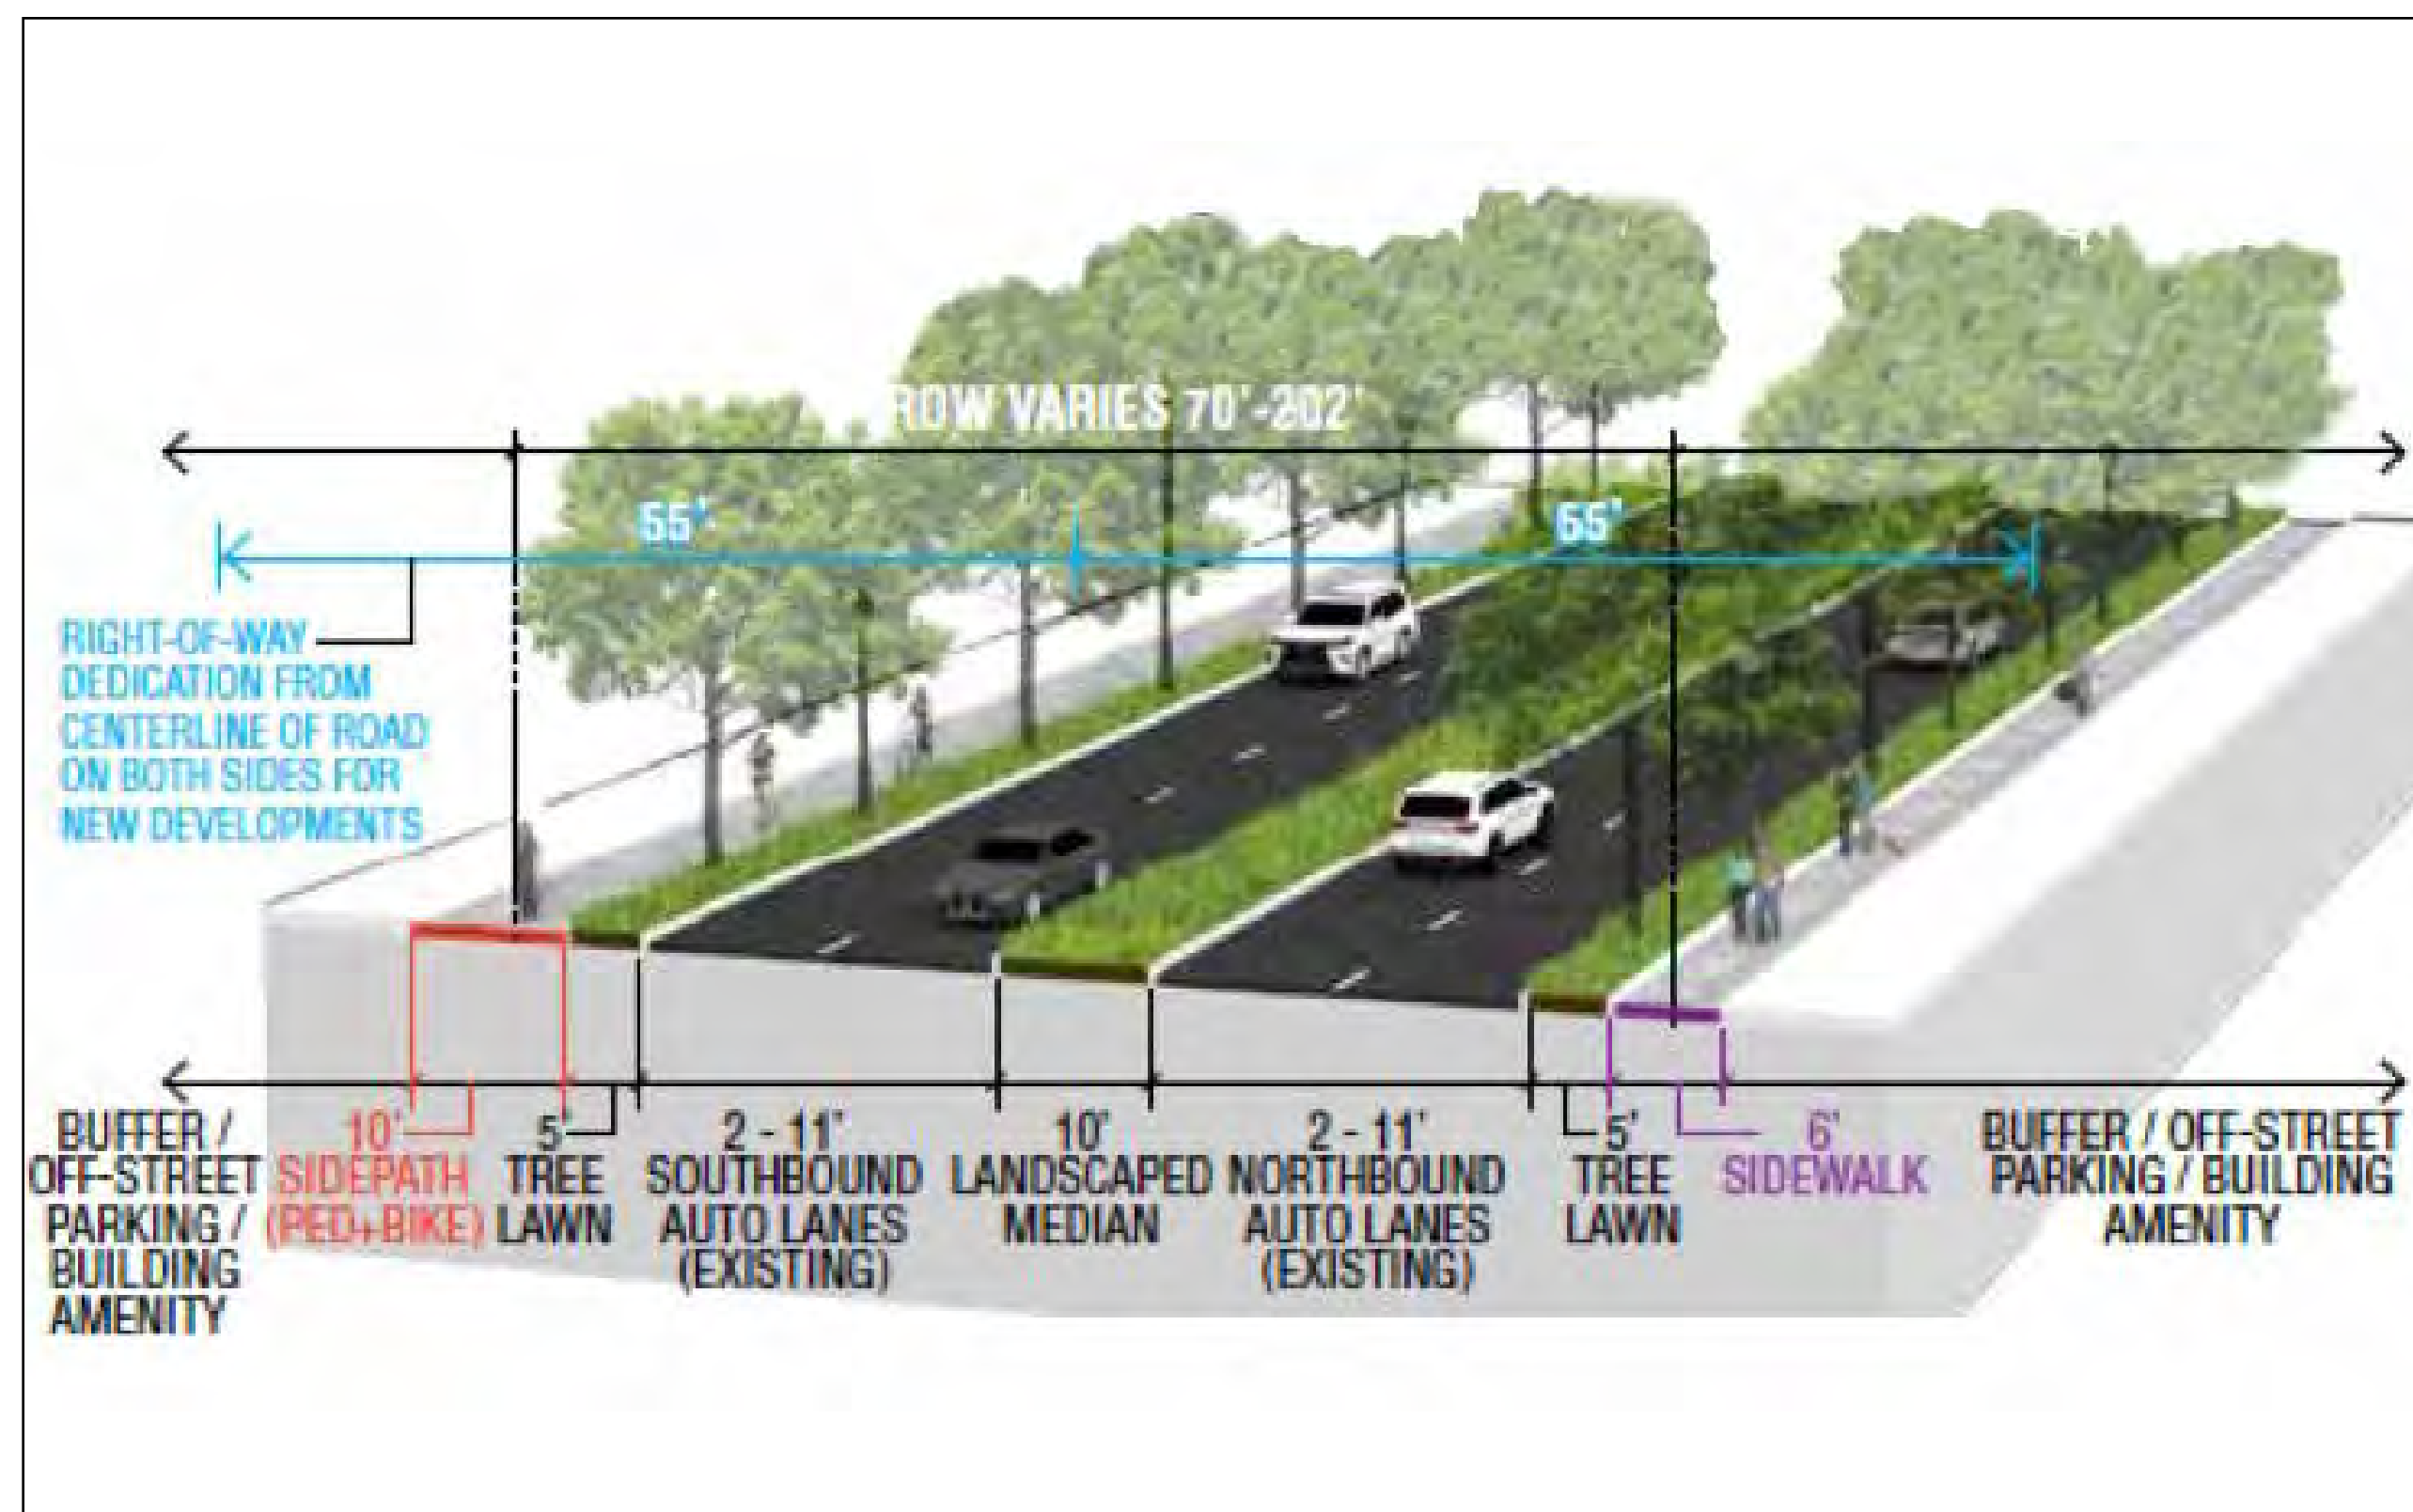 ROW VARIES 70'-202'
55'
55'
RIGHT-OF-WAY
DEDICATION FROM
CENTERLINE OF ROAD
ON BOTH SIDES FOR
NEW DEVELOPMENTS
BUFFER /
OFF-STREET
PARKING /
BUILDING
AMENITY
10'
SIDEPATH
(PED+BIKE)
5'
TREE
LAWN
2 - 11'
SOUTHBOUND
AUTO LANES
(EXISTING)
10'
LANDSCAPED
MEDIAN
2 - 11'
NORTHBOUND
AUTO LANES
(EXISTING)
5'
TREE
LAWN
6'
SIDEWALK
BUFFER / OFF-STREET
PARKING / BUILDING
AMENITY